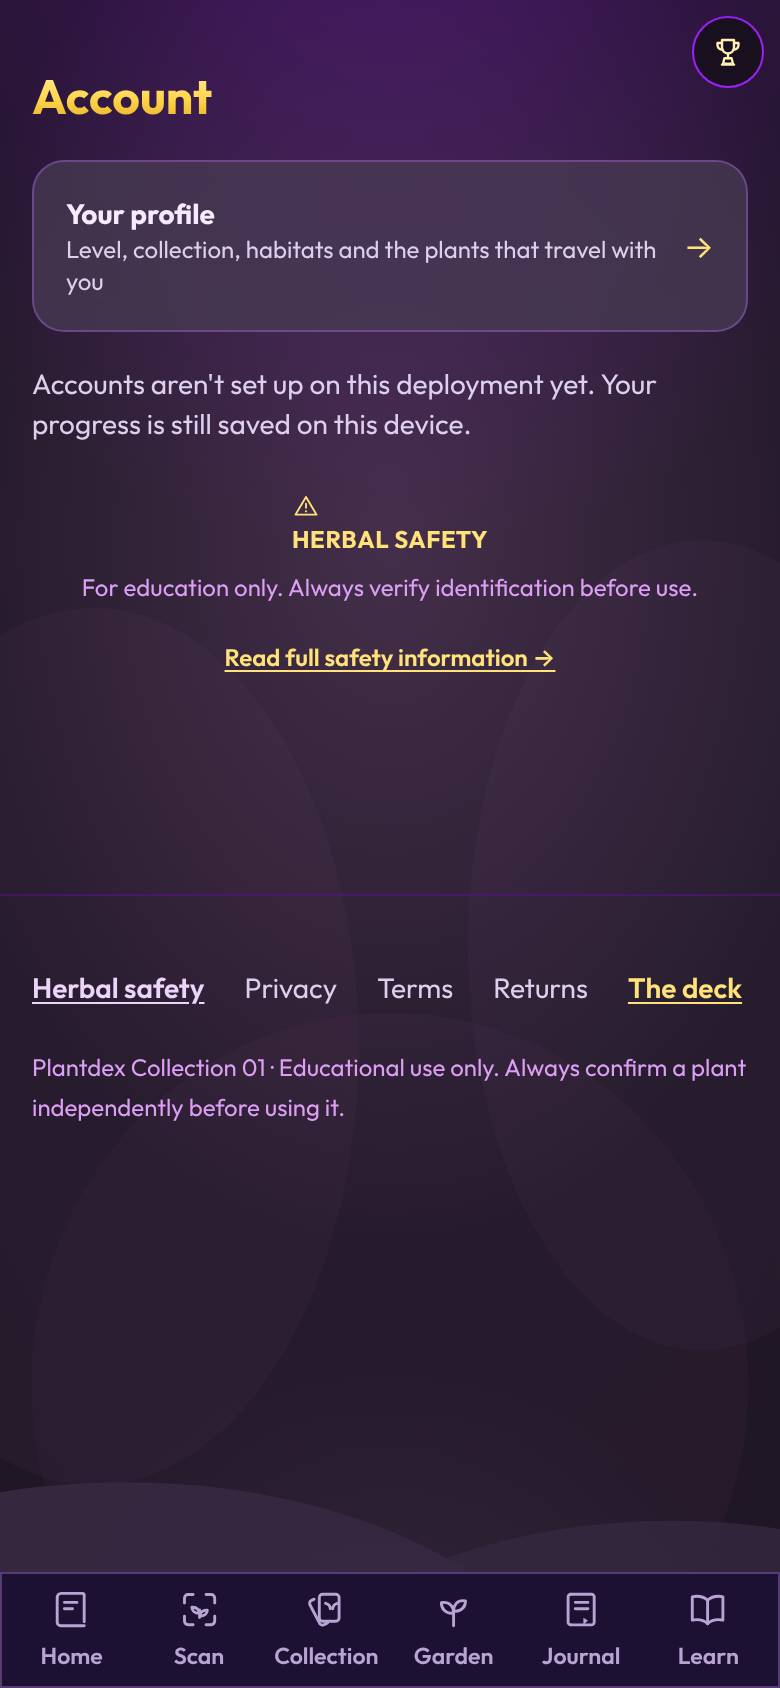 Account
Your profile
Level, collection, habitats and the plants that travel with
you
Accounts aren't set up on this deployment yet. Your
progress is still saved on this device.
HERBAL SAFETY
For education only. Always verify identification before use.
Read full safety information →
Herbal safety Privacy Terms Returns The deck
Plantdex Collection 01 · Educational use only. Always confirm a plant
independently before using it.
Home Scan Collection Garden Journal Learn